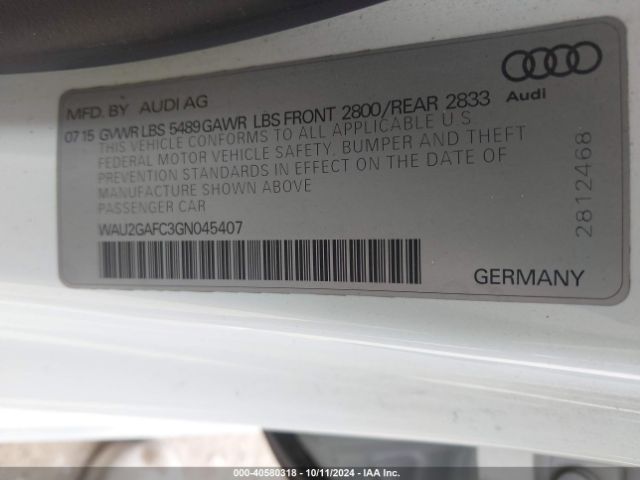 MFD. BY AUDI AG
Audi
07 15 GVWR LBS 5489 GAWR LBS FRONT 2800/REAR 2833
THIS VEHICLE CONFORMS TO ALL APPLICABLE U S
FEDERAL MOTOR VEHICLE SAFETY, BUMPER AND THEFT
PREVENTION STANDARDS IN EFFECT ON THE DATE OF
MANUFACTURE SHOWN ABOVE
PASSENGER CAR
WAU2GAFC3GN045407
GERMANY
2812468
000-40580318 - 10/11/2024 - IAA Inc.